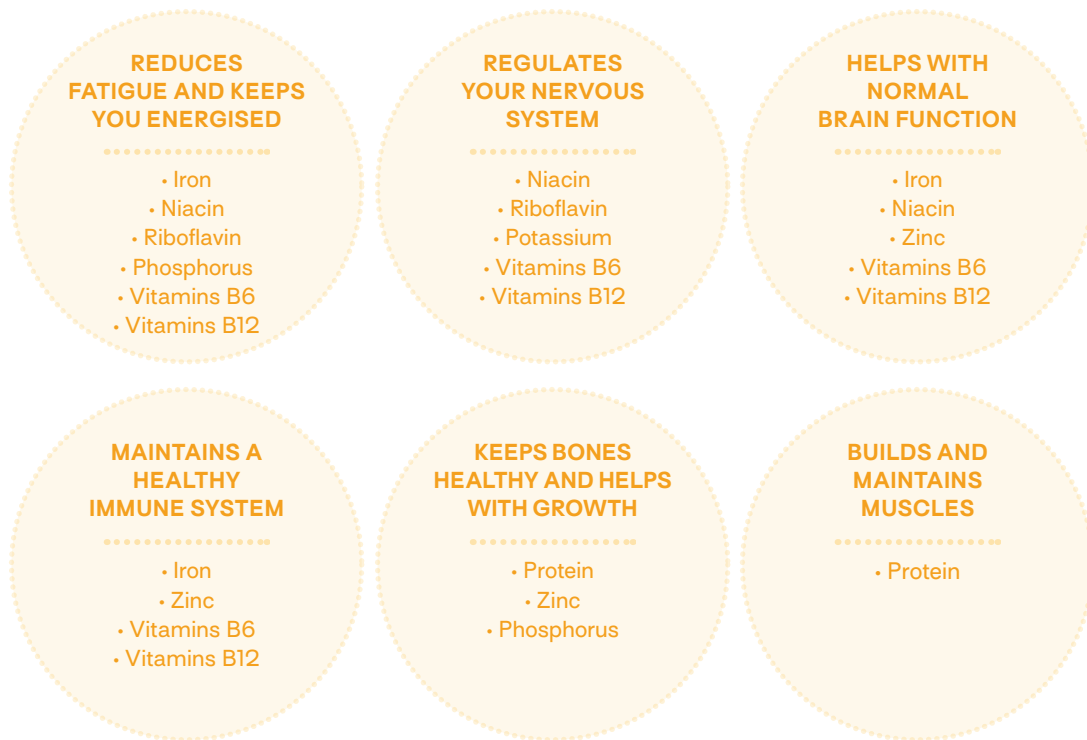 REDUCES
FATIGUE AND KEEPS
YOU ENERGISED
• Iron
• Niacin
• Riboflavin
• Phosphorus
• Vitamins B6
• Vitamins B12
REGULATES
YOUR NERVOUS
SYSTEM
• Niacin
• Riboflavin
• Potassium
• Vitamins B6
• Vitamins B12
HELPS WITH
NORMAL
BRAIN FUNCTION
• Iron
• Niacin
• Zinc
• Vitamins B6
• Vitamins B12
MAINTAINS A
HEALTHY
IMMUNE SYSTEM
• Iron
• Zinc
• Vitamins B6
• Vitamins B12
KEEPS BONES
HEALTHY AND HELPS
WITH GROWTH
• Protein
• Zinc
• Phosphorus
BUILDS AND
MAINTAINS
MUSCLES
• Protein